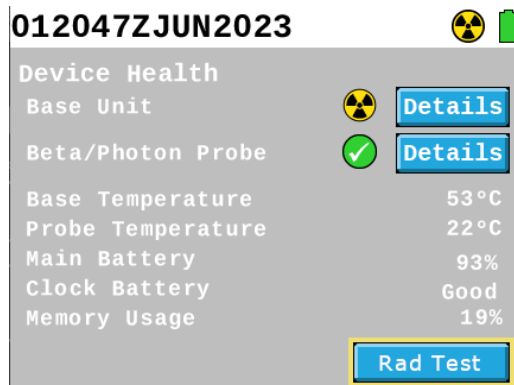 012047ZJUN2023
Device Health
Base Unit Details
Beta/Photon Probe Details
Base Temperature 53°C
Probe Temperature 22°C
Main Battery 93%
Clock Battery Good
Memory Usage 19%
Rad Test